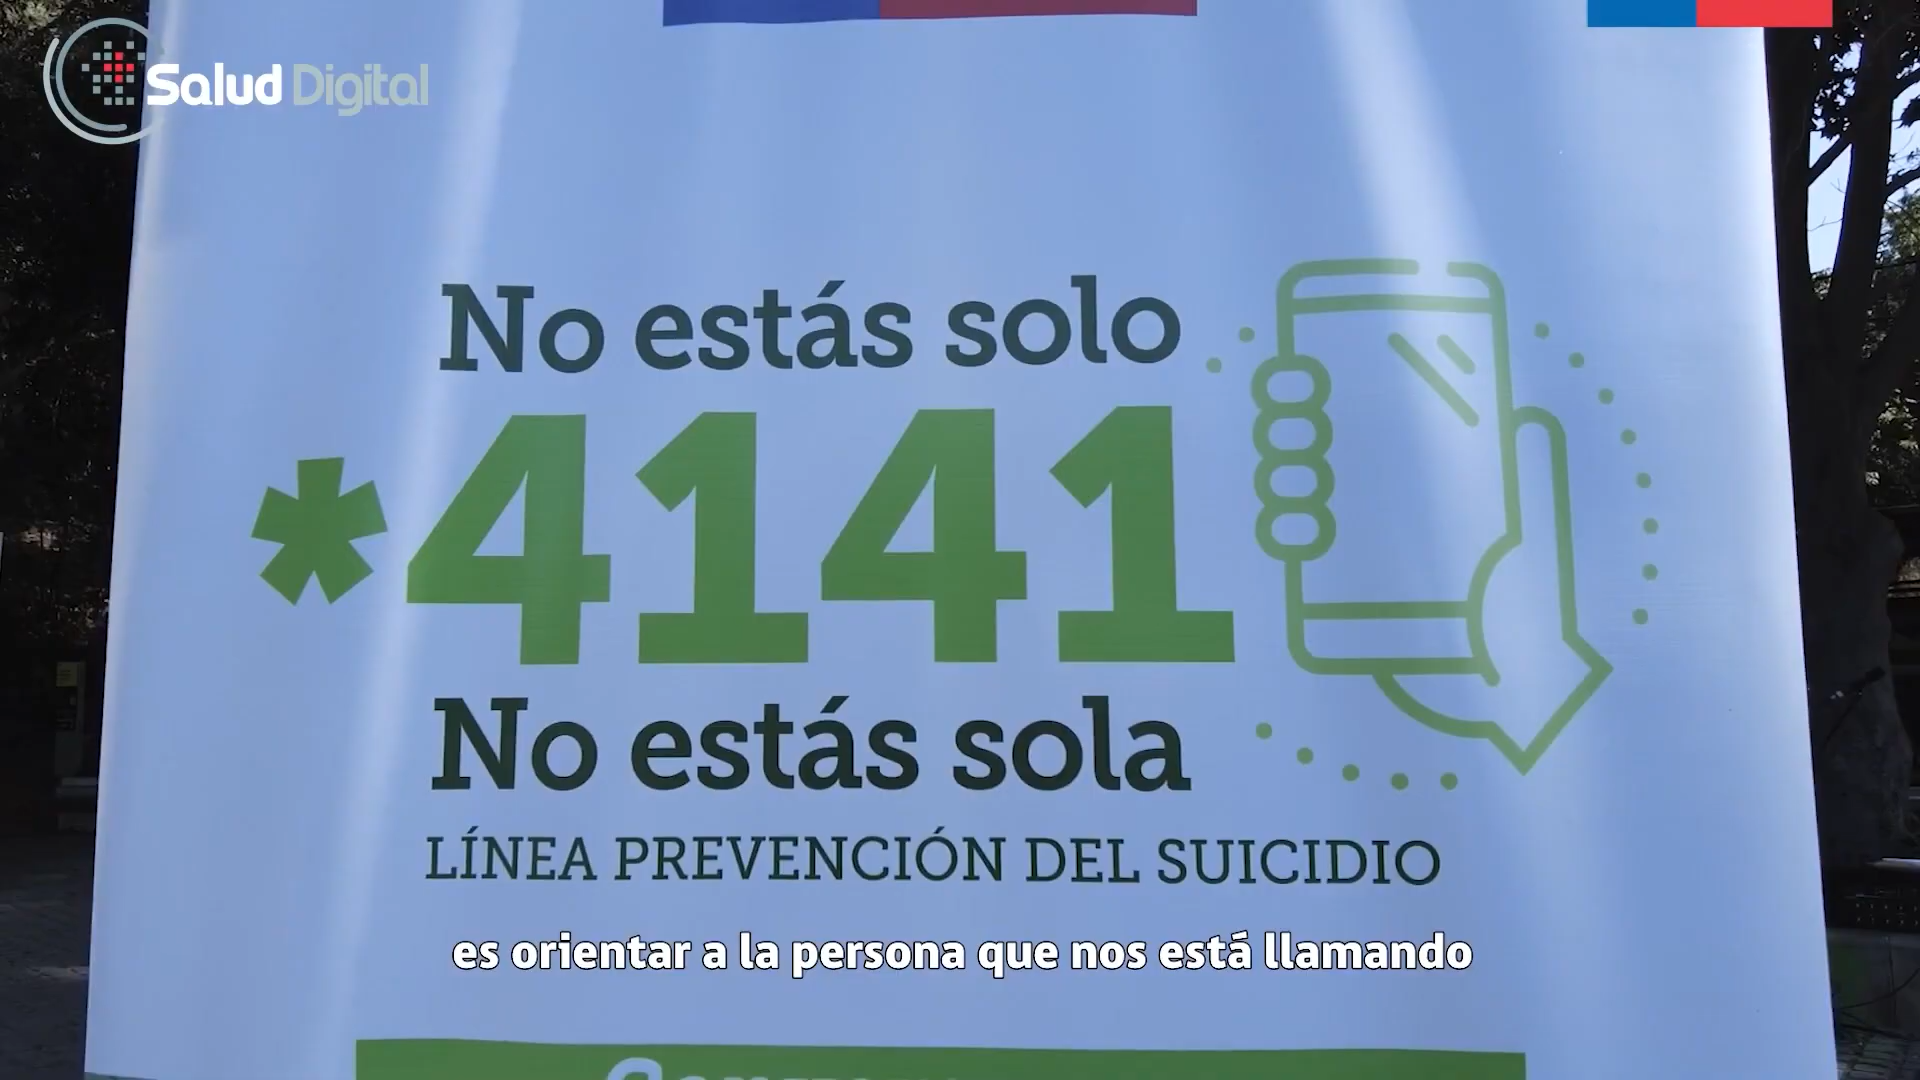 Salud Digital
No estás solo
*4141
No estás sola
LÍNEA PREVENCIÓN DEL SUICIDIO
es orientar a la persona que nos está llamando